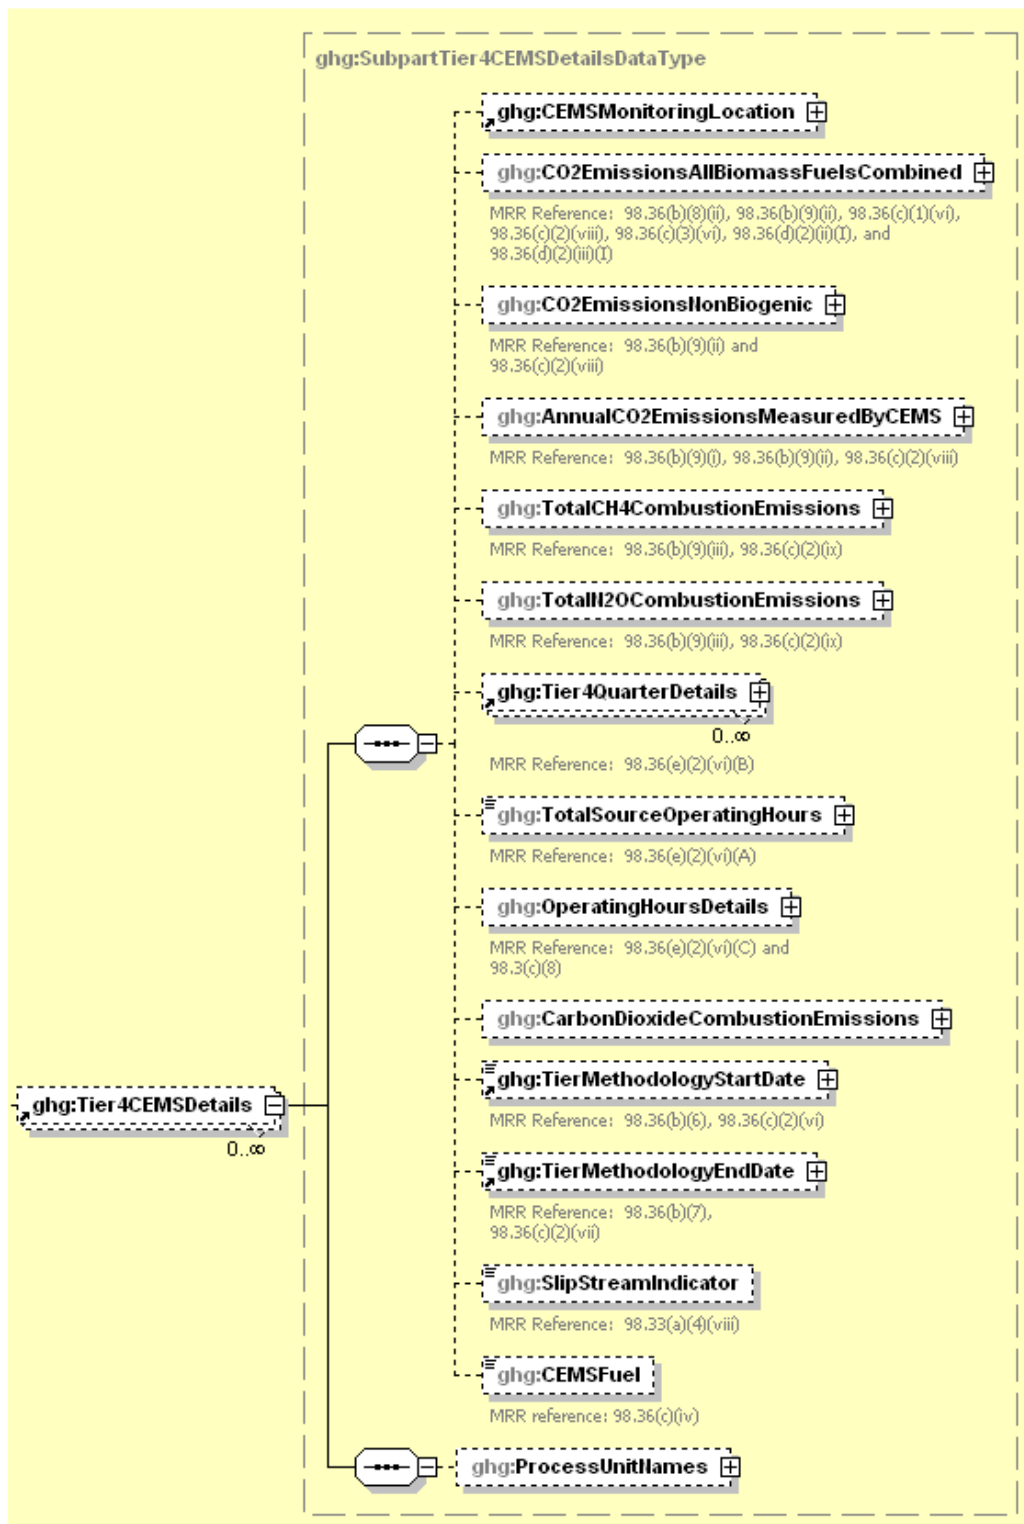 ghg:SubpartTier4CEMSDetailsDataType
ghg:CEMSMonitoringLocation
ghg:CO2EmissionsAllBiomassFuelsCombined
MRR Reference: 98.36(b)(8)(ii), 98.36(b)(9)(ii), 98.36(c)(1)(vi),
98.36(c)(2)(viii), 98.36(c)(3)(vi), 98.36(d)(2)(ii)(I), and
98.36(d)(2)(iii)(I)
ghg:CO2EmissionsNonBiogenic
MRR Reference: 98.36(b)(9)(ii) and
98.36(c)(2)(viii)
ghg:AnnualCO2EmissionsMeasuredByCEMS
MRR Reference: 98.36(b)(9)(i), 98.36(b)(9)(ii), 98.36(c)(2)(viii)
ghg:TotalCH4CombustionEmissions
MRR Reference: 98.36(b)(9)(iii), 98.36(c)(2)(ix)
ghg:TotalN2OCombustionEmissions
MRR Reference: 98.36(b)(9)(iii), 98.36(c)(2)(ix)
ghg:Tier4QuarterDetails
0..∞
MRR Reference: 98.36(e)(2)(vi)(B)
ghg:TotalSourceOperatingHours
MRR Reference: 98.36(e)(2)(vi)(A)
ghg:OperatingHoursDetails
MRR Reference: 98.36(e)(2)(vi)(C) and
98.3(c)(8)
ghg:CarbonDioxideCombustionEmissions
ghg:TierMethodologyStartDate
MRR Reference: 98.36(b)(6), 98.36(c)(2)(vi)
ghg:Tier4CEMSDetails
0..∞
ghg:TierMethodologyEndDate
MRR Reference: 98.36(b)(7),
98.36(c)(2)(vii)
ghg:SlipStreamIndicator
MRR Reference: 98.33(a)(4)(viii)
ghg:CEMSFuel
MRR reference: 98.36(c)(iv)
ghg:ProcessUnitNames